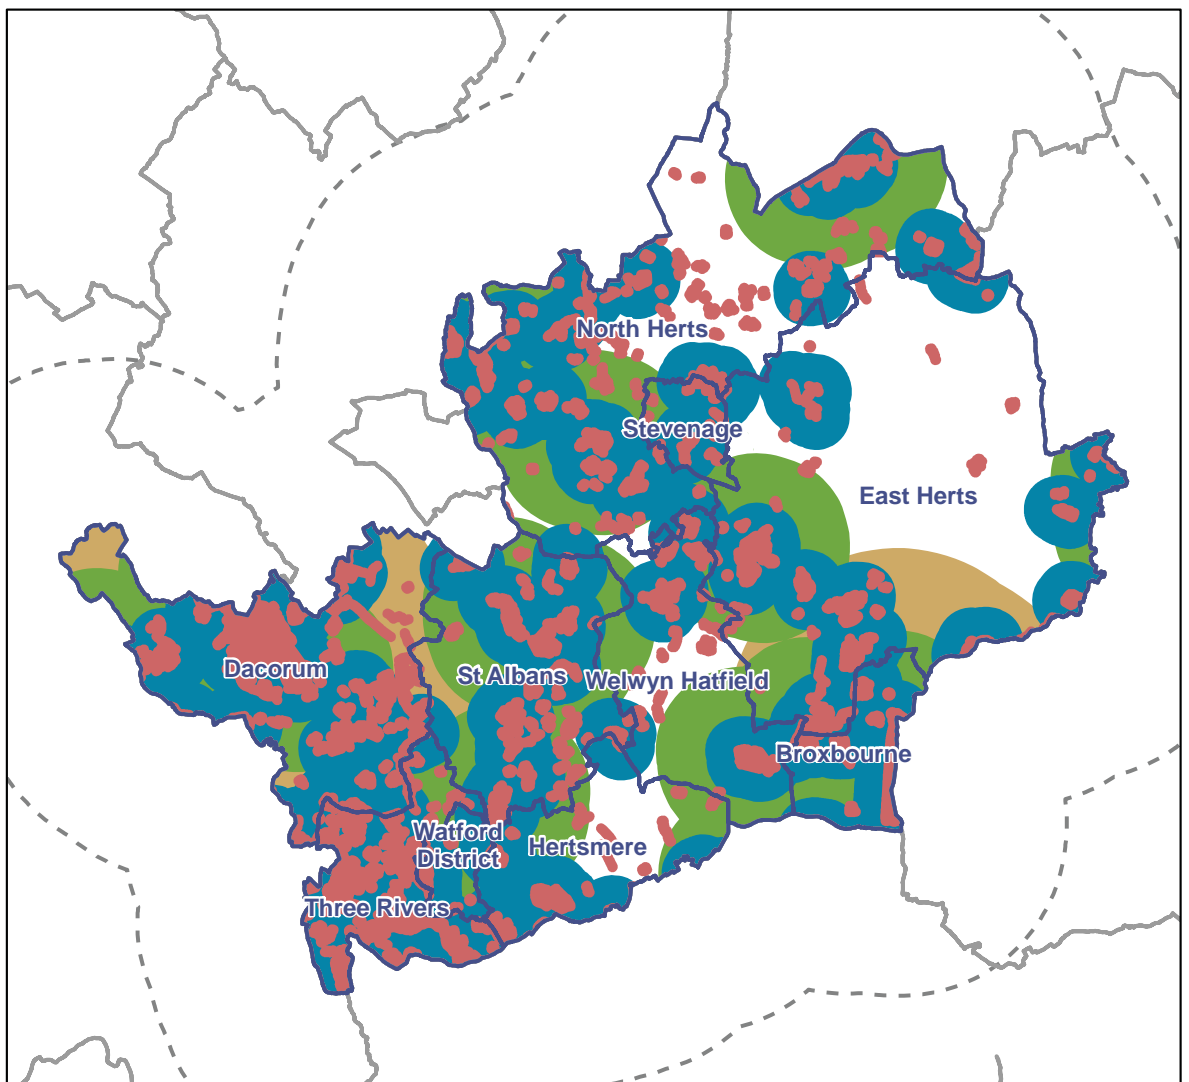 North Herts
Stevenage
East Herts
Dacorum
St Albans
Welwyn Hatfield
Broxbourne
Watford
District
Hertsmere
Three Rivers